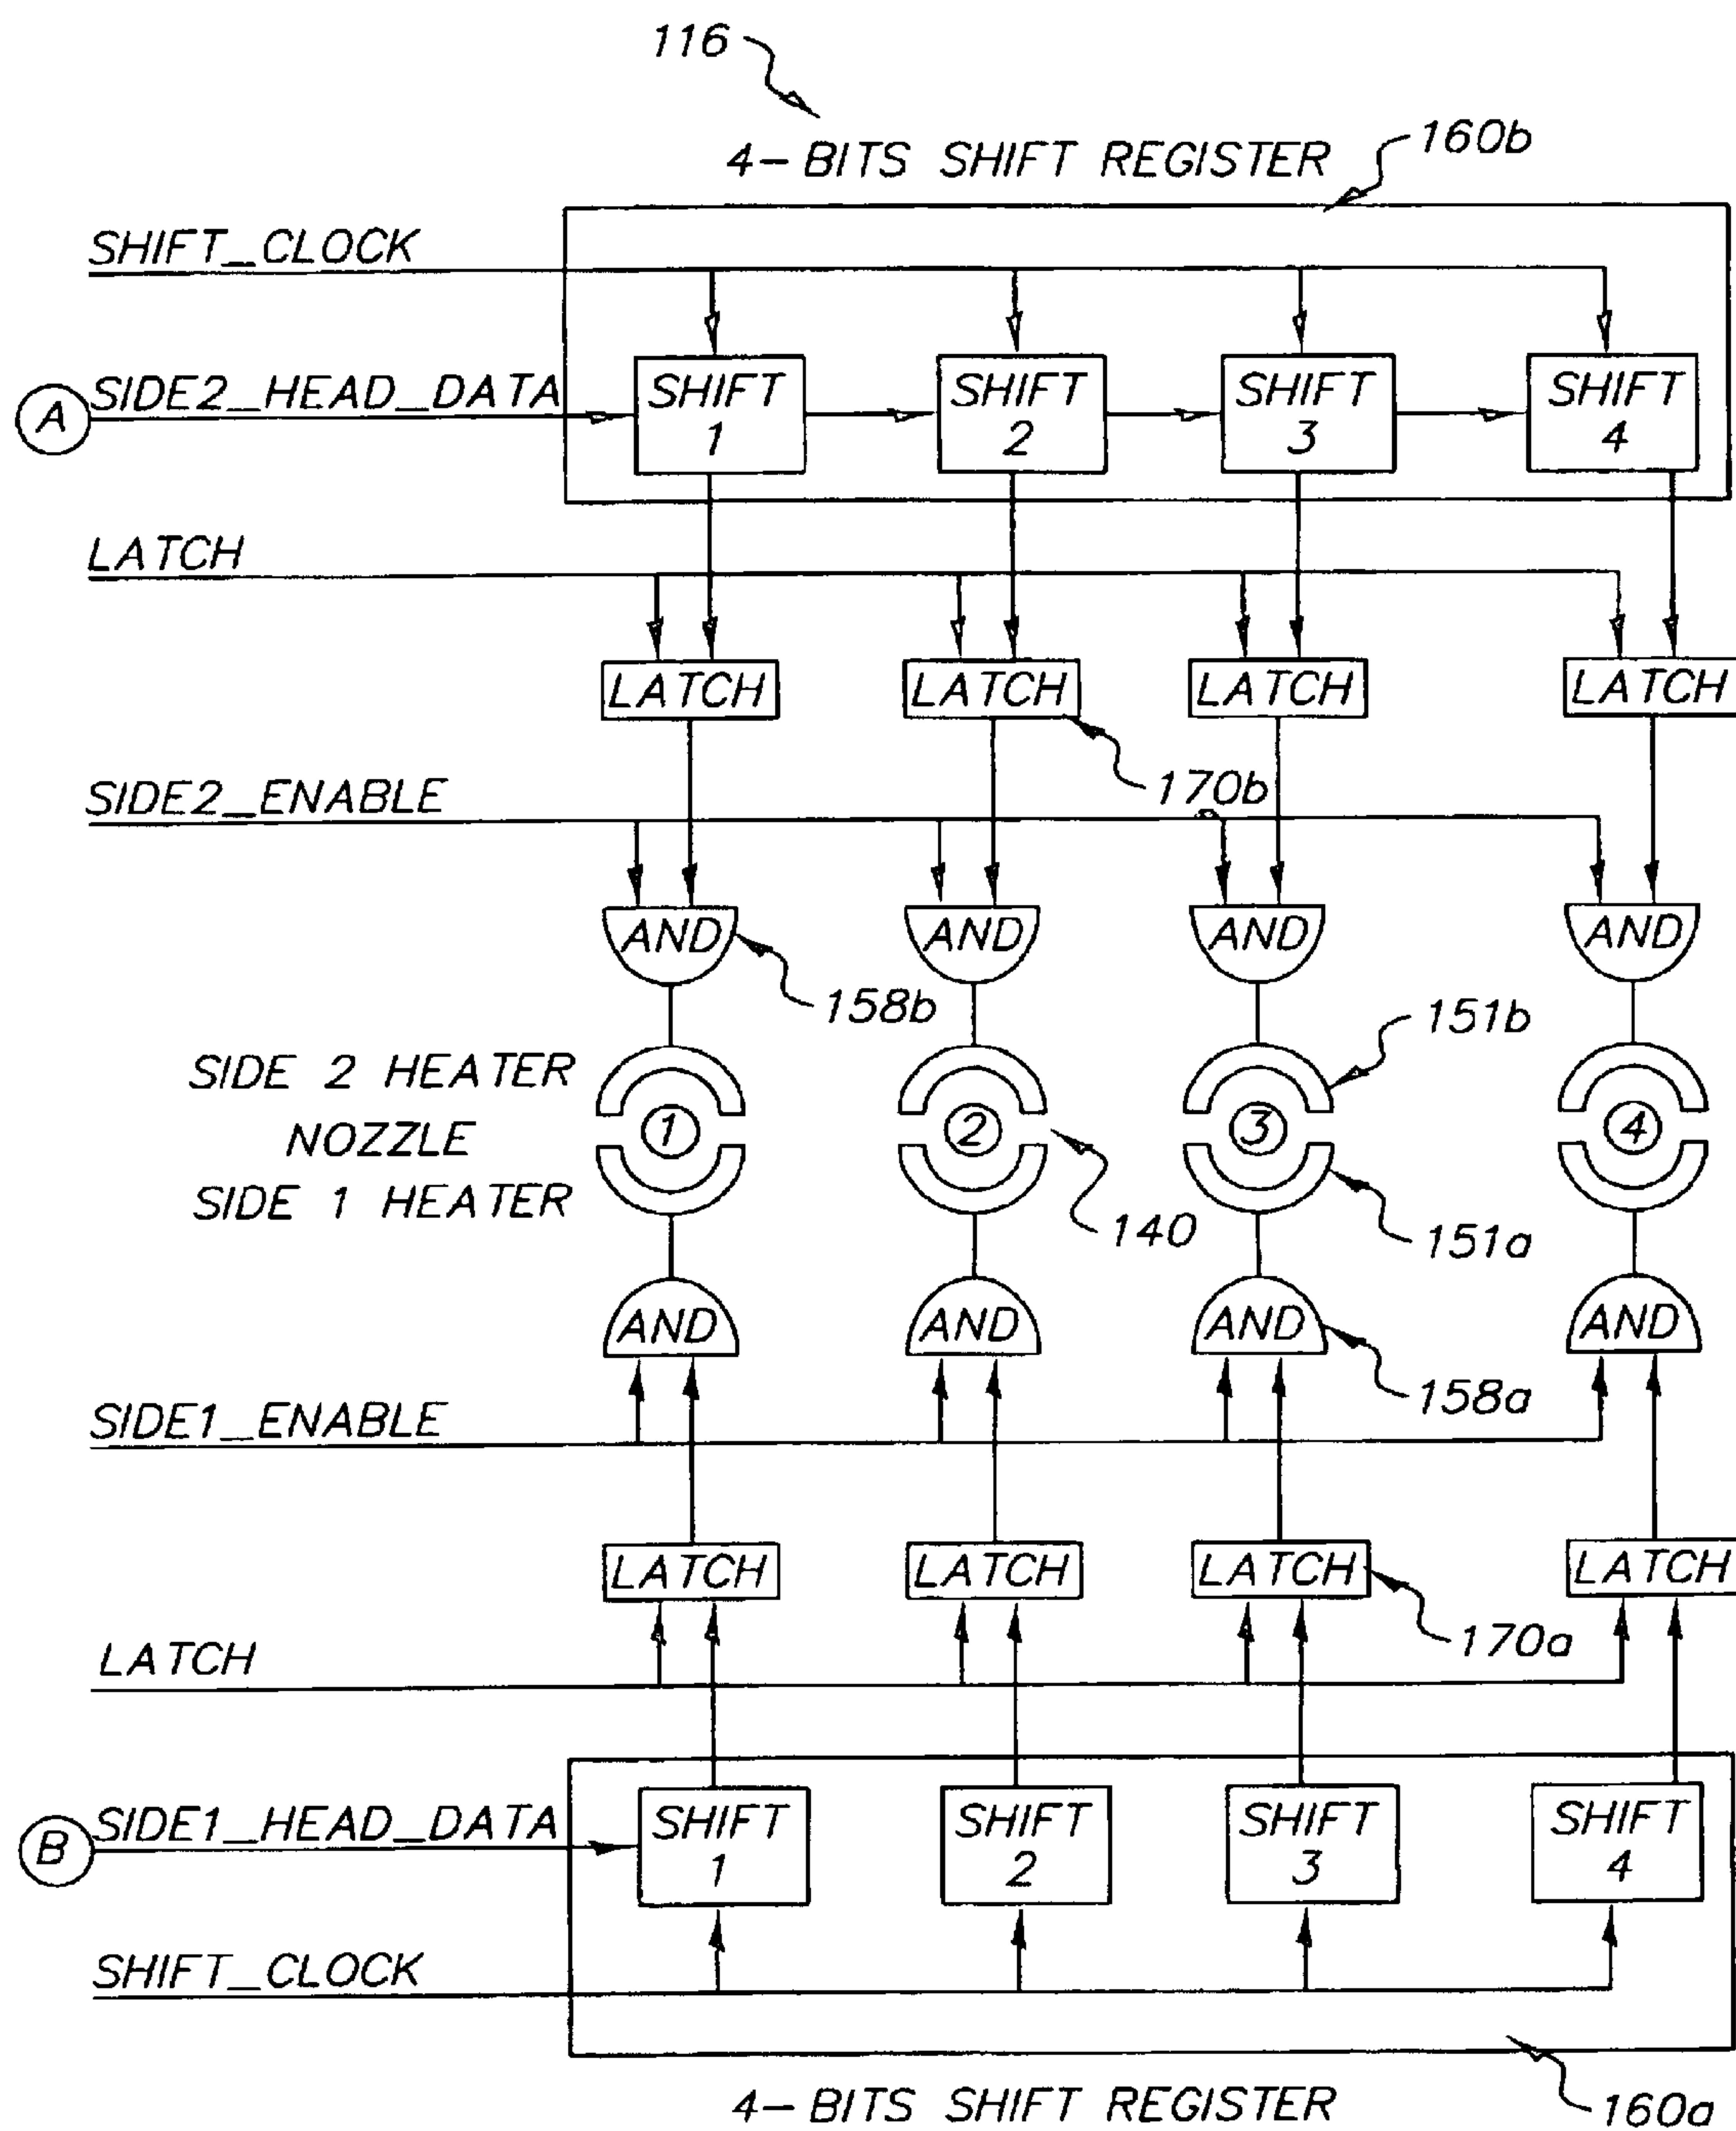 116
4-BITS SHIFT REGISTER 160b
SHIFT_CLOCK
A SIDE2_HEAD_DATA
SHIFT 1 SHIFT 2 SHIFT 3 SHIFT 4
LATCH
LATCH LATCH LATCH LATCH
170b
SIDE2_ENABLE
AND AND AND AND
158b
151b
SIDE 2 HEATER
NOZZLE 1 2 3 4
SIDE 1 HEATER
140
151a
AND AND AND AND
158a
SIDE1_ENABLE
LATCH LATCH LATCH LATCH
170a
LATCH
B SIDE1_HEAD_DATA
SHIFT 1 SHIFT 2 SHIFT 3 SHIFT 4
SHIFT_CLOCK
4-BITS SHIFT REGISTER 160a